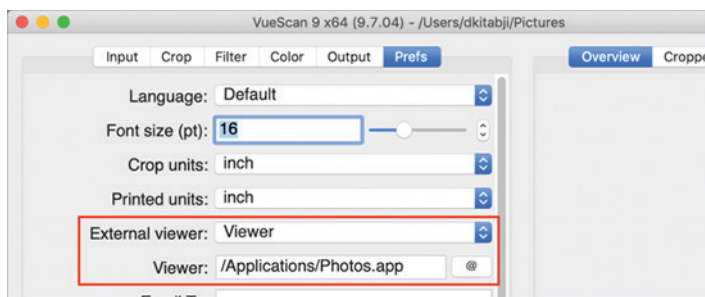 VueScan 9 x64 (9.7.04) - /Users/dkitabji/Pictures
Input Crop Filter Color Output Prefs Overview Croppe
Language: Default
Font size (pt): 16
Crop units: inch
Printed units: inch
External viewer: Viewer
Viewer: /Applications/Photos.app @